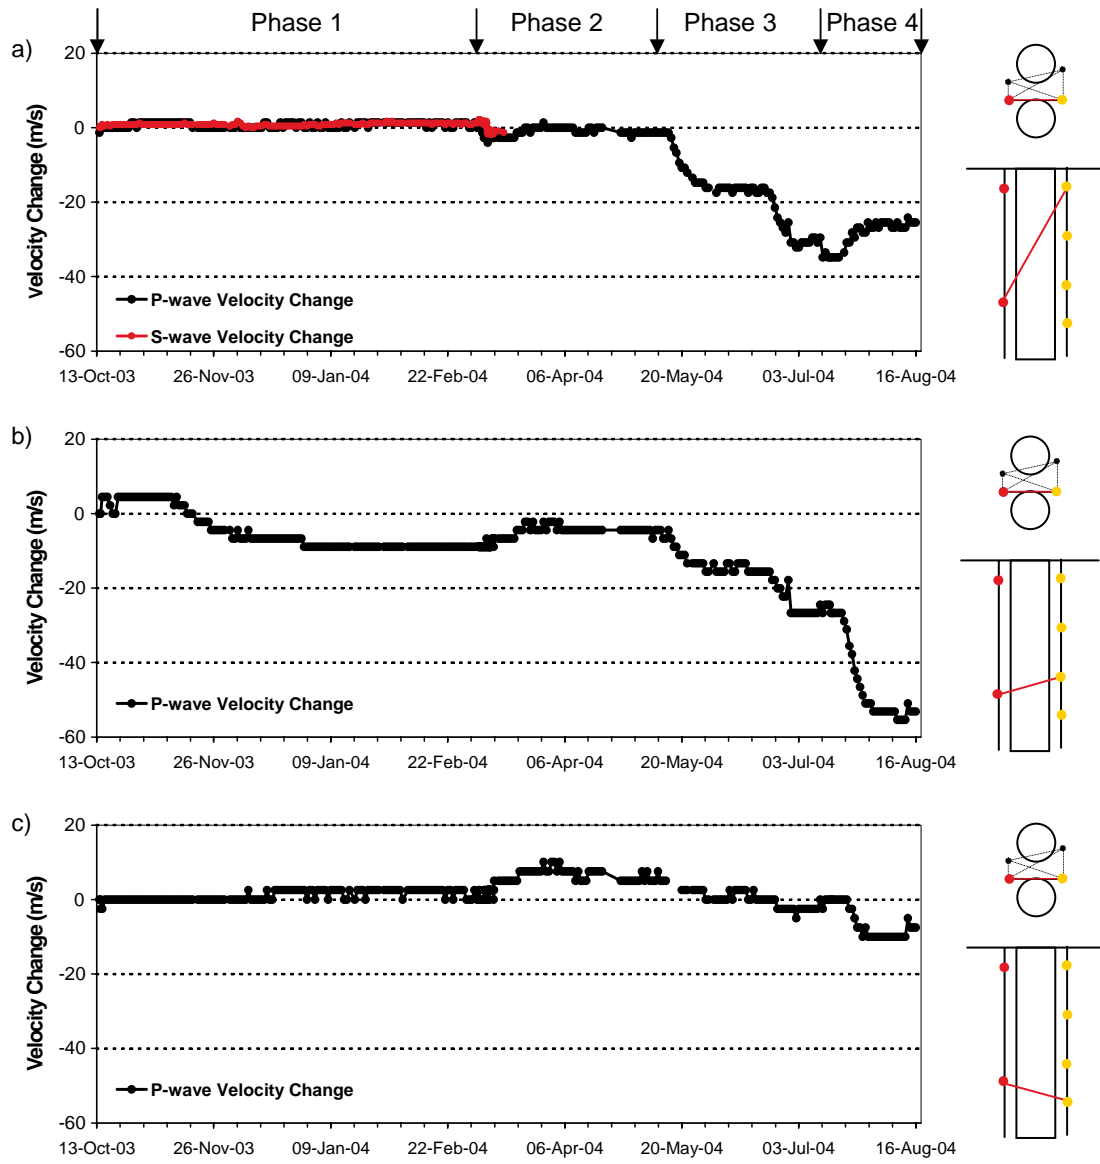 Phase 1 Phase 2 Phase 3 Phase 4
a)
20
0
-20
-40
-60
Velocity Change (m/s)
P-wave Velocity Change
S-wave Velocity Change
13-Oct-03 26-Nov-03 09-Jan-04 22-Feb-04 06-Apr-04 20-May-04 03-Jul-04 16-Aug-04
b)
20
0
-20
-40
-60
Velocity Change (m/s)
P-wave Velocity Change
13-Oct-03 26-Nov-03 09-Jan-04 22-Feb-04 06-Apr-04 20-May-04 03-Jul-04 16-Aug-04
c)
20
0
-20
-40
-60
Velocity Change (m/s)
P-wave Velocity Change
13-Oct-03 26-Nov-03 09-Jan-04 22-Feb-04 06-Apr-04 20-May-04 03-Jul-04 16-Aug-04